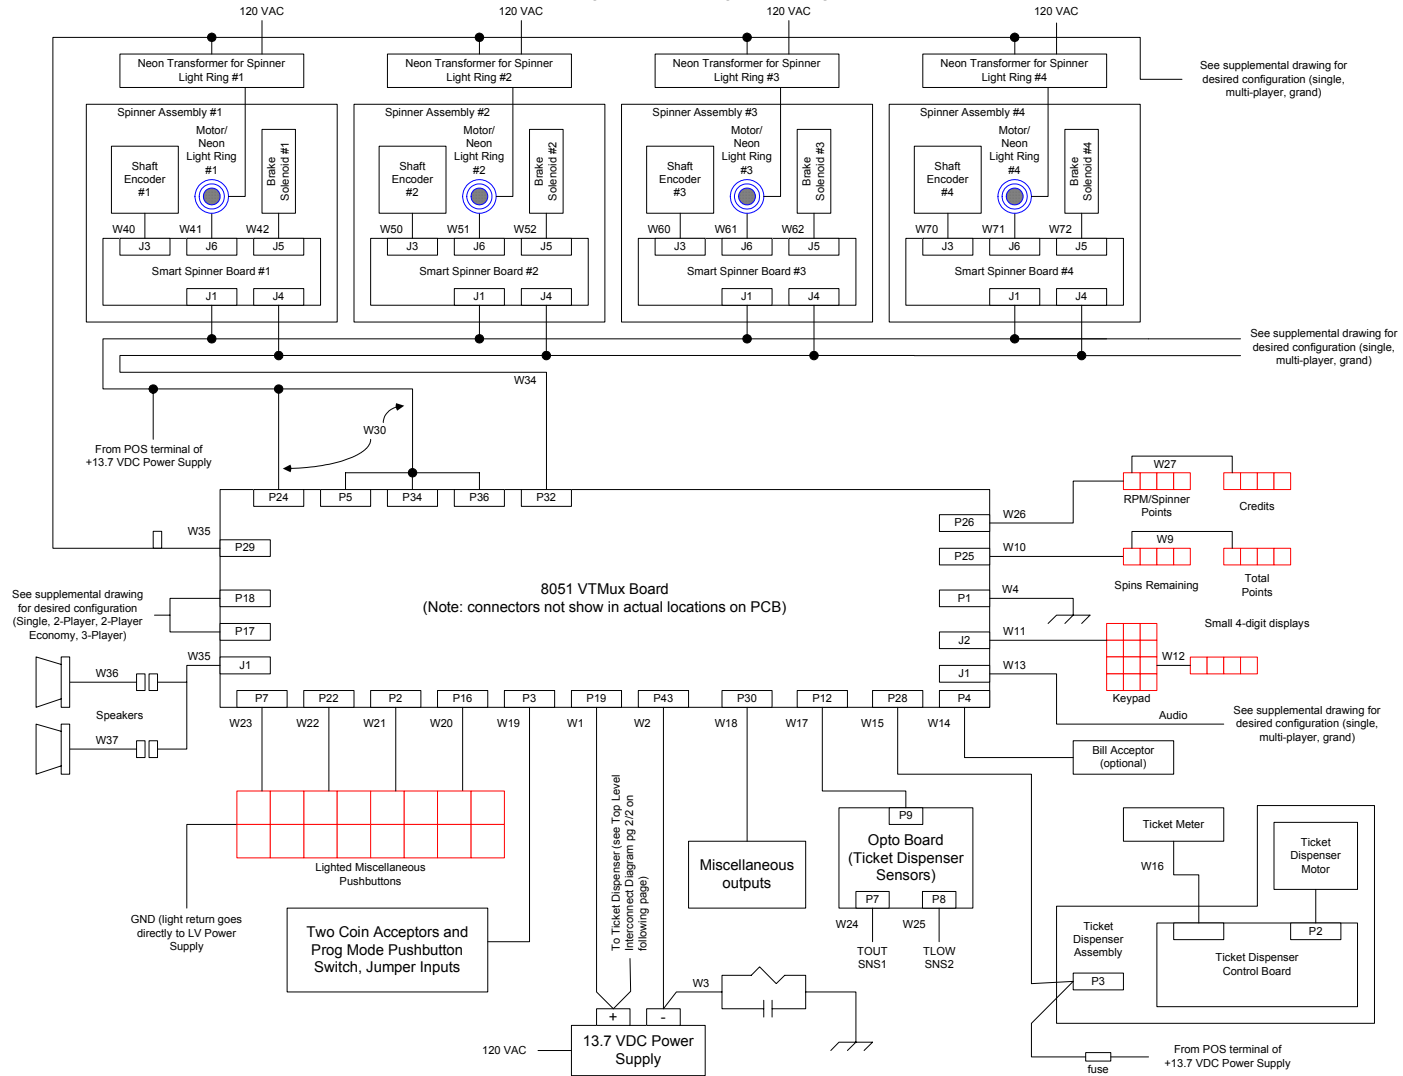 120 VAC
120 VAC
120 VAC
120 VAC
Neon Transformer for Spinner
Light Ring #1
Neon Transformer for Spinner
Light Ring #2
Neon Transformer for Spinner
Light Ring #3
Neon Transformer for Spinner
Light Ring #4
See supplemental drawing for
desired configuration (single,
multi-player, grand)
Spinner Assembly #1
Motor/
Neon
Light Ring
#1
Shaft
Encoder
#1
Brake
Solenoid #1
W40
W41
W42
J3
J6
J5
Smart Spinner Board #1
J1
J4
Spinner Assembly #2
Motor/
Neon
Light Ring
#2
Shaft
Encoder
#2
Brake
Solenoid #2
W50
W51
W52
J3
J6
J5
Smart Spinner Board #2
J1
J4
Spinner Assembly #3
Motor/
Neon
Light Ring
#3
Shaft
Encoder
#3
Brake
Solenoid #3
W60
W61
W62
J3
J6
J5
Smart Spinner Board #3
J1
J4
Spinner Assembly #4
Motor/
Neon
Light Ring
#4
Shaft
Encoder
#4
Brake
Solenoid #4
W70
W71
W72
J3
J6
J5
Smart Spinner Board #4
J1
J4
See supplemental drawing for
desired configuration (single,
multi-player, grand)
W34
W30
From POS terminal of
+13.7 VDC Power Supply
P24
P5
P34
P36
P32
W35
P29
See supplemental drawing
for desired configuration
(Single, 2-Player, 2-Player
Economy, 3-Player)
P18
P17
W35
J1
W36
Speakers
W37
8051 VTMux Board
(Note: connectors not show in actual locations on PCB)
P26
W26
P25
W10
P1
W4
J2
W11
J1
W13
W27
RPM/Spinner
Points
Credits
W9
Spins Remaining
Total
Points
Small 4-digit displays
W12
Keypad
Audio
See supplemental drawing for
desired configuration (single,
multi-player, grand)
P7
P22
P2
P16
P3
P19
P43
P30
P12
P28
P4
W23
W22
W21
W20
W19
W1
W2
W18
W17
W15
W14
Bill Acceptor
(optional)
Lighted Miscellaneous
Pushbuttons
GND (light return goes
directly to LV Power
Supply
Two Coin Acceptors and
Prog Mode Pushbutton
Switch, Jumper Inputs
To Ticket Dispenser (see Top Level
Interconnect Diagram pg 2/2 on
following page)
Miscellaneous
outputs
P9
Opto Board
(Ticket Dispenser
Sensors)
P7
P8
W24
W25
TOUT
SNS1
TLOW
SNS2
Ticket Meter
W16
Ticket
Dispenser
Motor
Ticket
Dispenser
Assembly
P2
Ticket Dispenser
Control Board
P3
W3
+
-
120 VAC
13.7 VDC Power
Supply
fuse
From POS terminal of
+13.7 VDC Power Supply